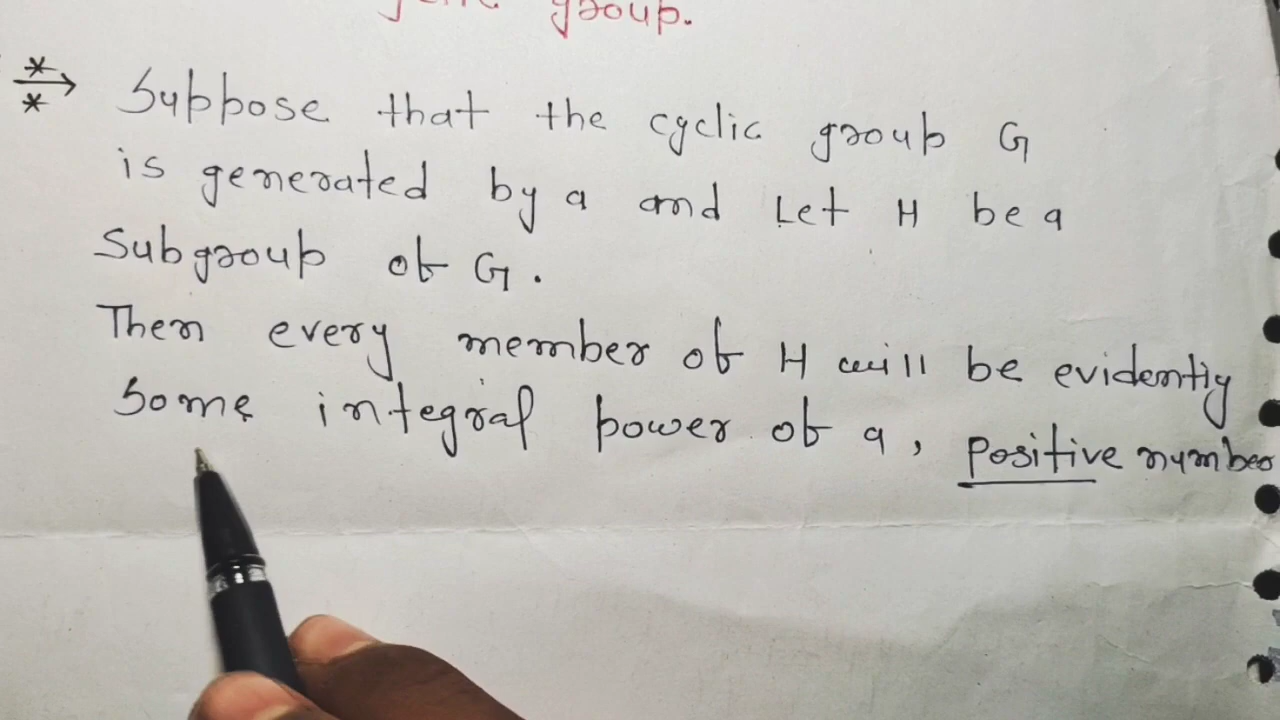 group.
Suppose that the cyclic group G
is generated by a and Let H be a
Subgroup of G.
Then every member of H will be evidently
Some integral power of a, positive number